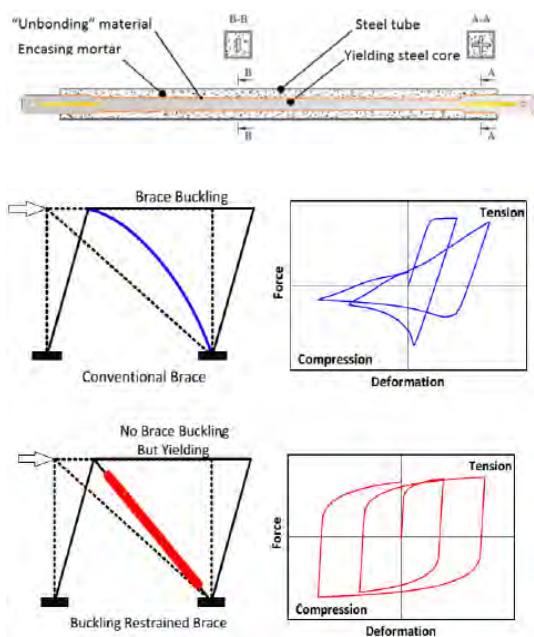 "Unbonding" material
Encasing mortar
B-B
Steel tube
Yielding steel core
A-A
B
A
B
A
Brace Buckling
Conventional Brace
Force
Tension
Compression
Deformation
No Brace Buckling
But Yielding
Buckling Restrained Brace
Force
Tension
Compression
Deformation